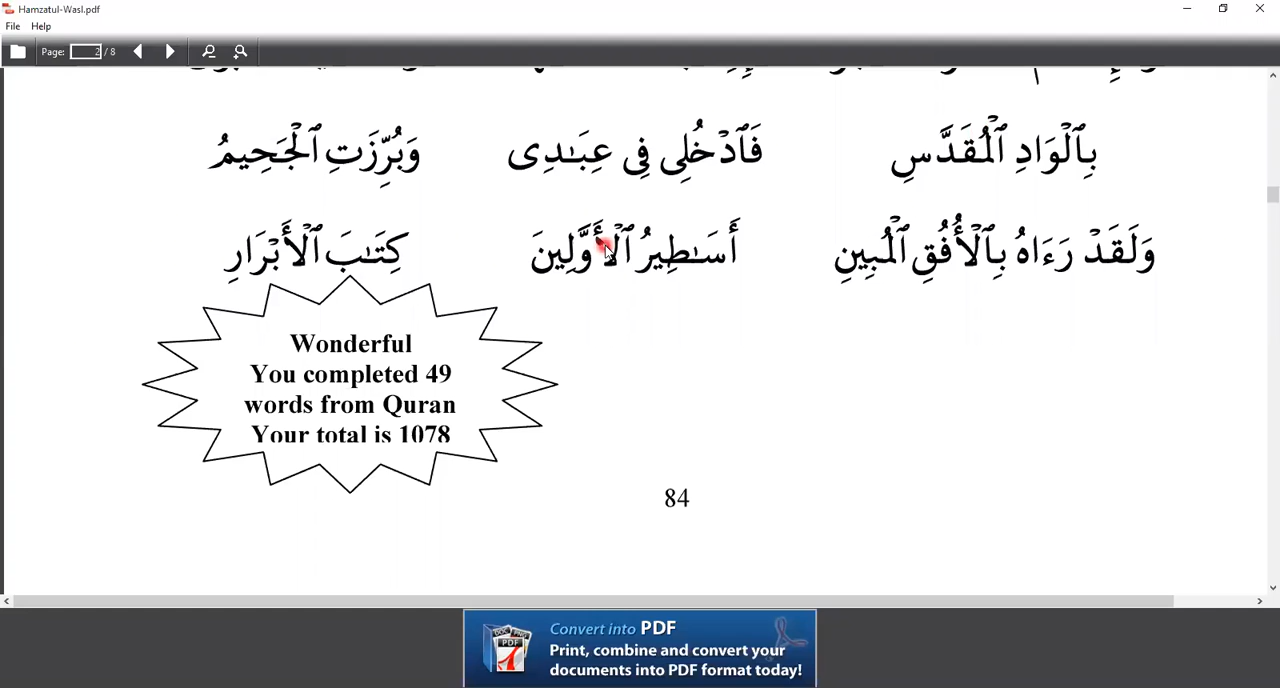 Hamzatul-Wasl.pdf
File Help
Page: 2 / 8
بِٱلْوَادِ ٱلْمُقَدَّسِ فَٱدْخُلِى فِى عِبَـٰدِى وَبُرِّزَتِ ٱلْجَحِيمُ
وَلَقَدْ رَءَاهُ بِٱلْأُفُقِ ٱلْمُبِينِ أَسَـٰطِيرُ ٱلْأَوَّلِينَ كِتَـٰبَ ٱلْأَبْرَارِ
Wonderful
You completed 49
words from Quran
Your total is 1078
84
Convert into PDF
Print, combine and convert your
documents into PDF format today!